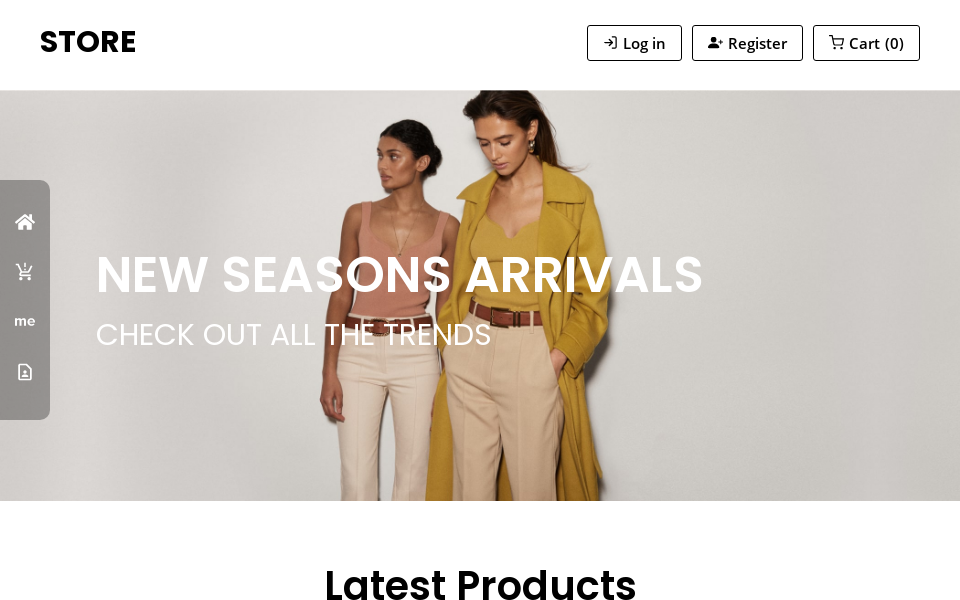 STORE
Log in
Register
Cart (0)
me
NEW SEASONS ARRIVALS
CHECK OUT ALL THE TRENDS
Latest Products